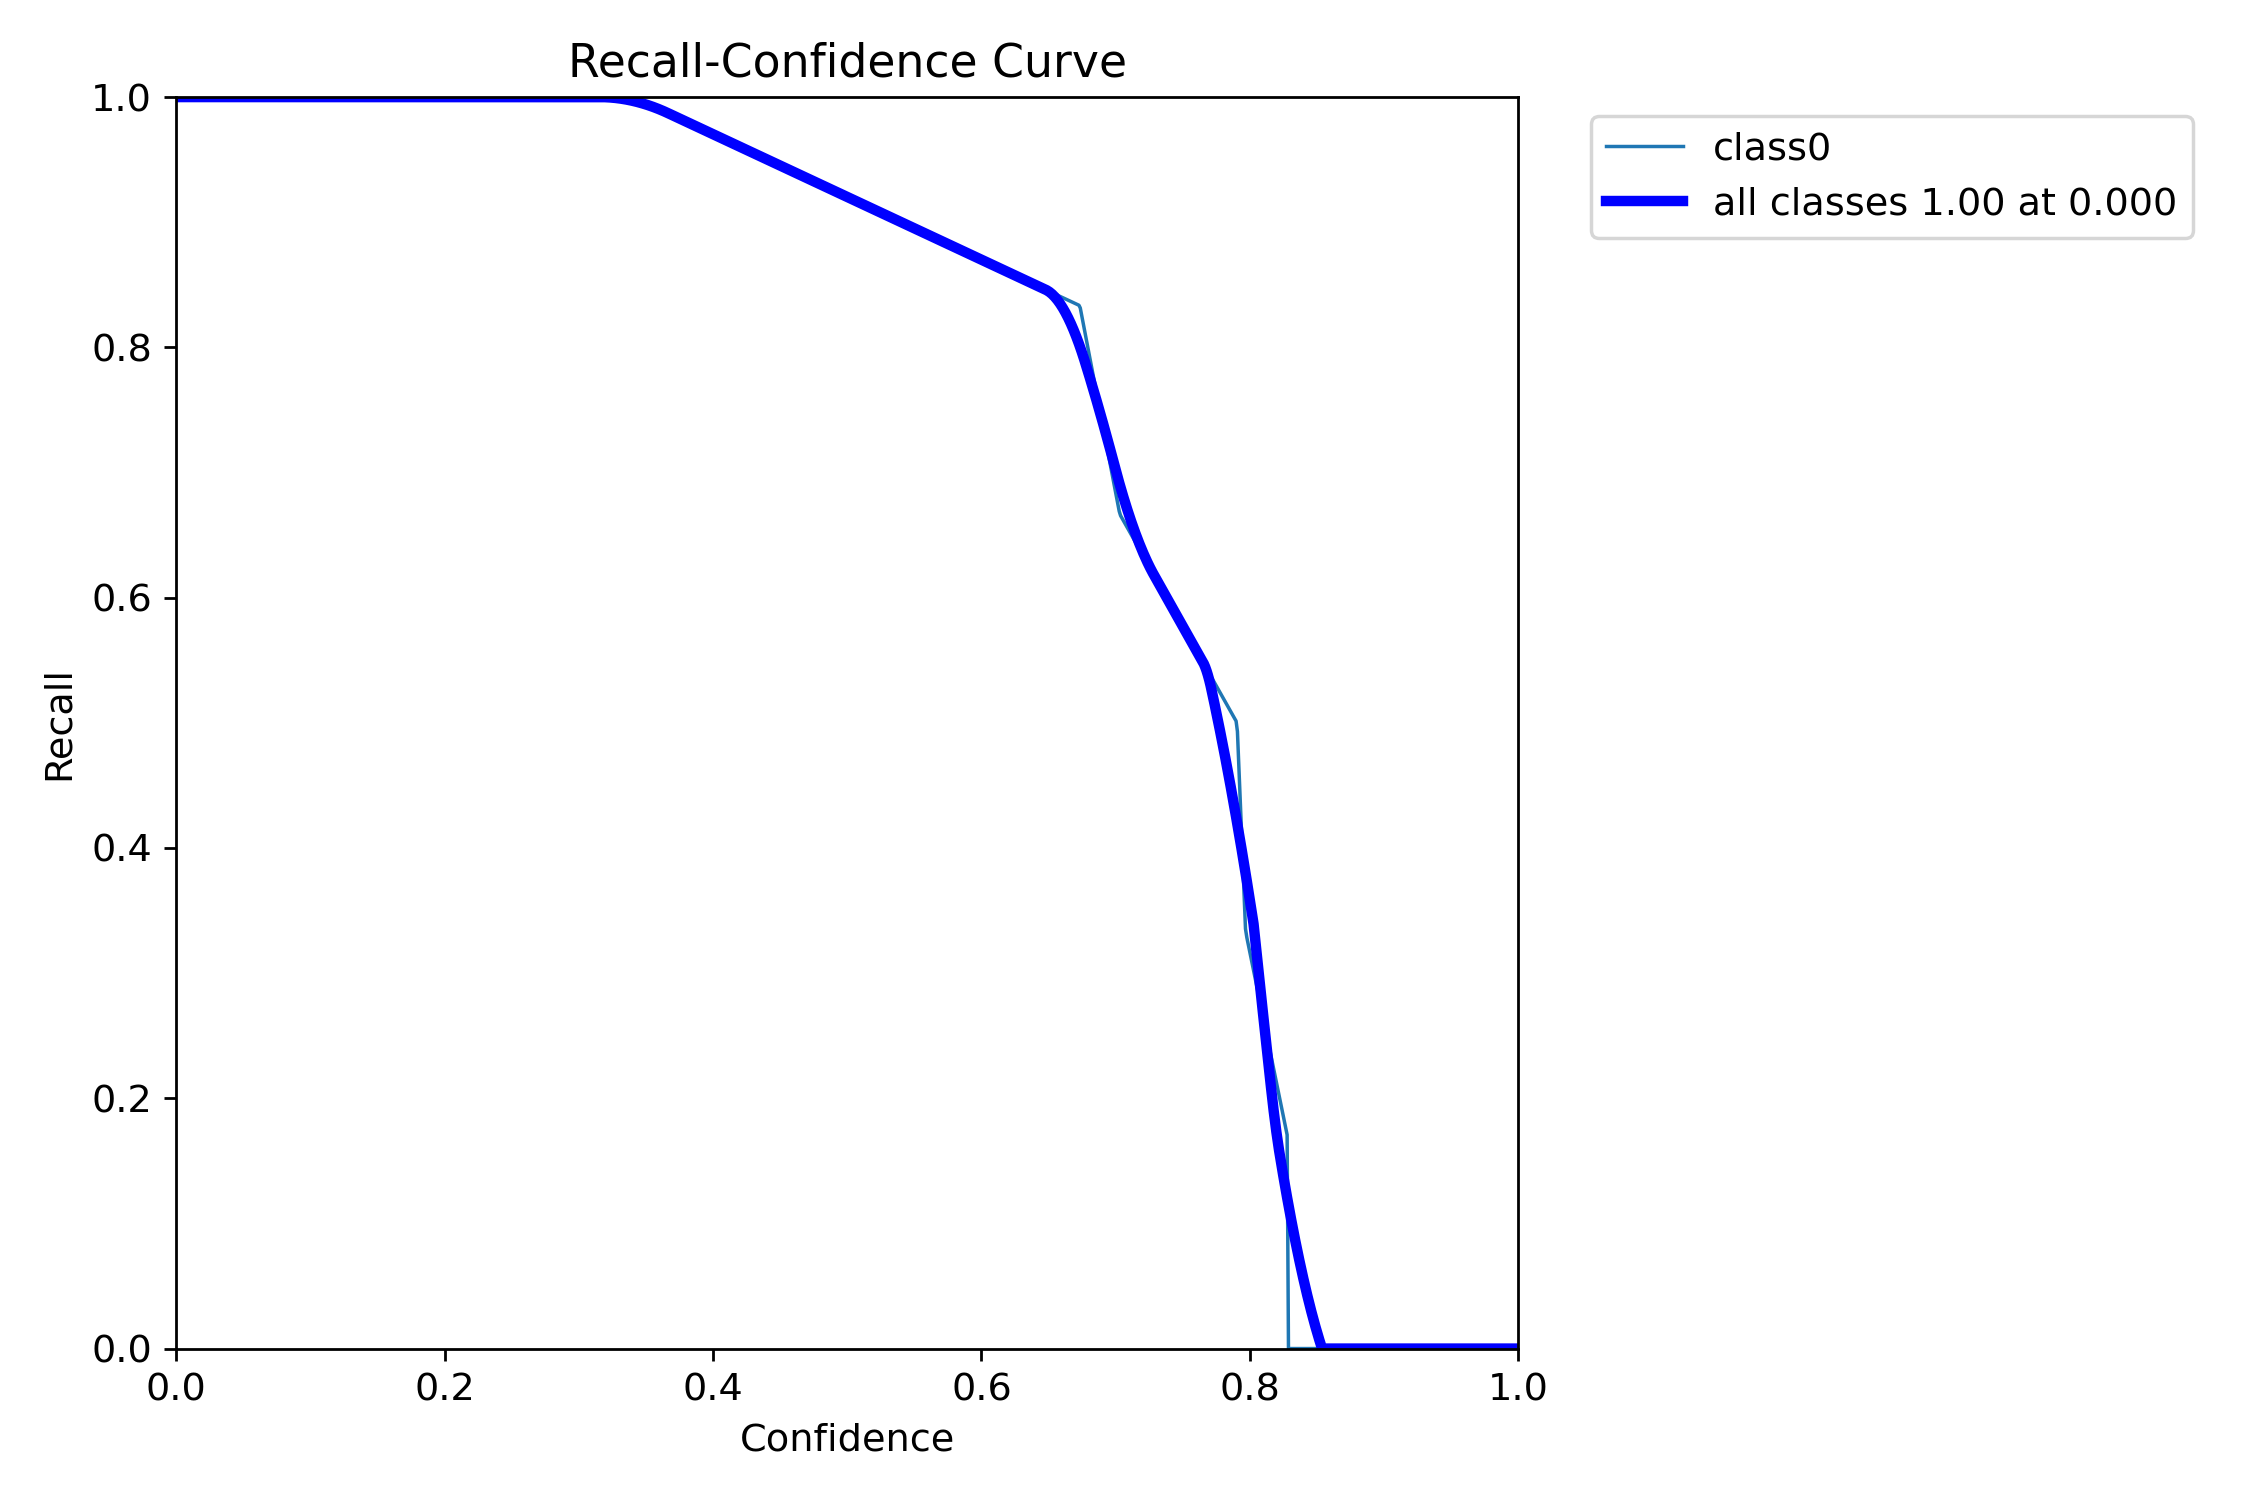 Recall-Confidence Curve
class0
all classes 1.00 at 0.000
1.0
0.8
0.6
0.4
0.2
0.0
Recall
0.0 0.2 0.4 0.6 0.8 1.0
Confidence